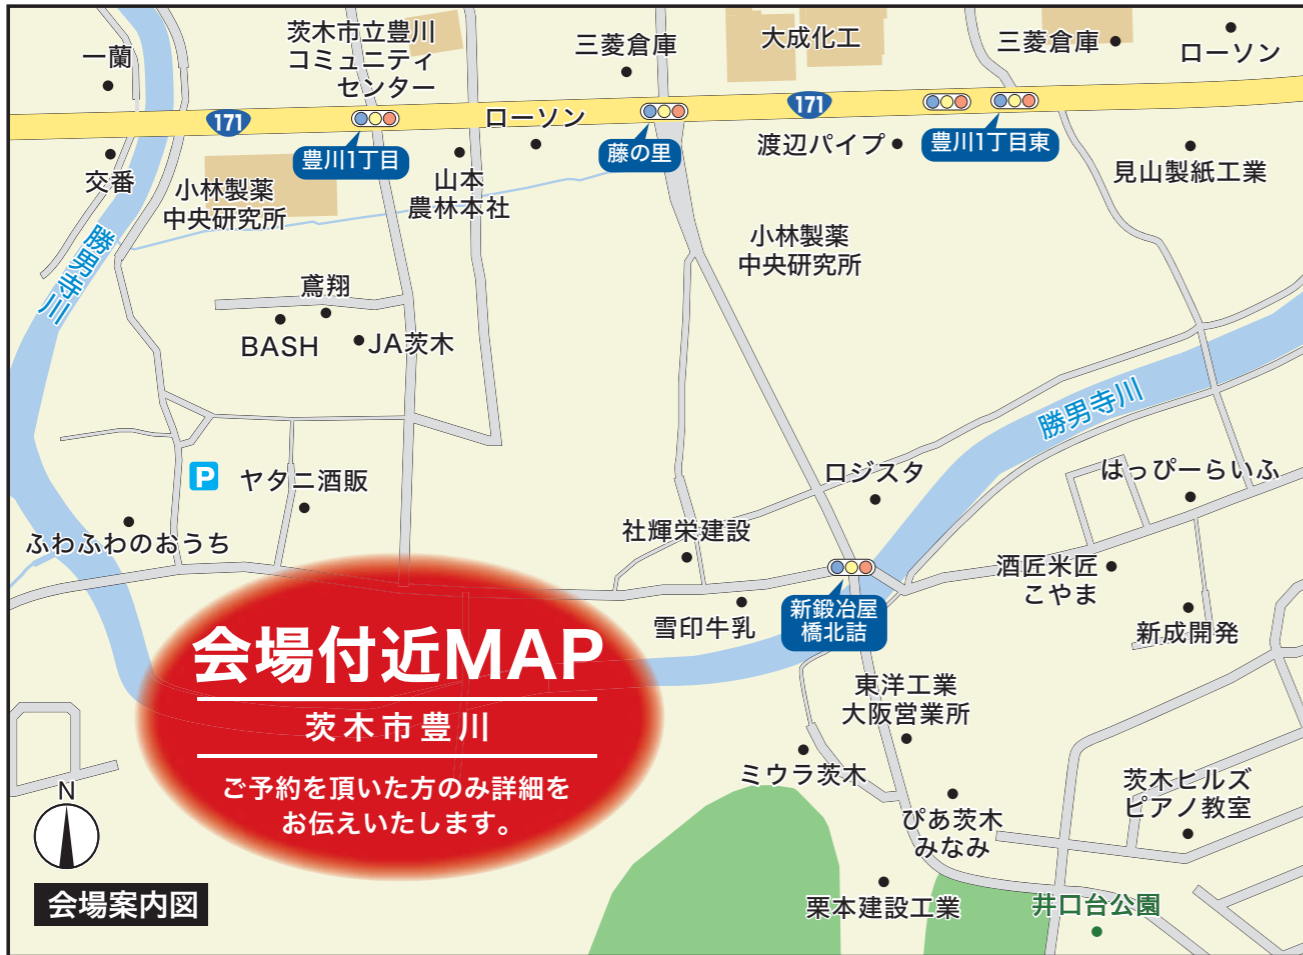 一蘭
茨木市立豊川
コミュニティ
センター
三菱倉庫
大成化工
三菱倉庫
ローソン
171
豊川1丁目
ローソン
藤の里
171
渡辺パイプ
豊川1丁目東
見山製紙工業
交番
小林製薬
中央研究所
山本
農林本社
小林製薬
中央研究所
勝男寺川
鳶翔
BASH
JA茨木
勝男寺川
P
ヤタニ酒販
ロジスタ
はっぴーらいふ
ふわふわのおうち
社輝栄建設
酒匠米匠
こやま
雪印牛乳
新鍛冶屋
橋北詰
新成開発
会場付近MAP
茨木市豊川
ご予約を頂いた方のみ詳細を
お伝えいたします。
東洋工業
大阪営業所
ミウラ茨木
茨木ヒルズ
ピアノ教室
ぴあ茨木
みなみ
N
会場案内図
栗本建設工業
井口台公園